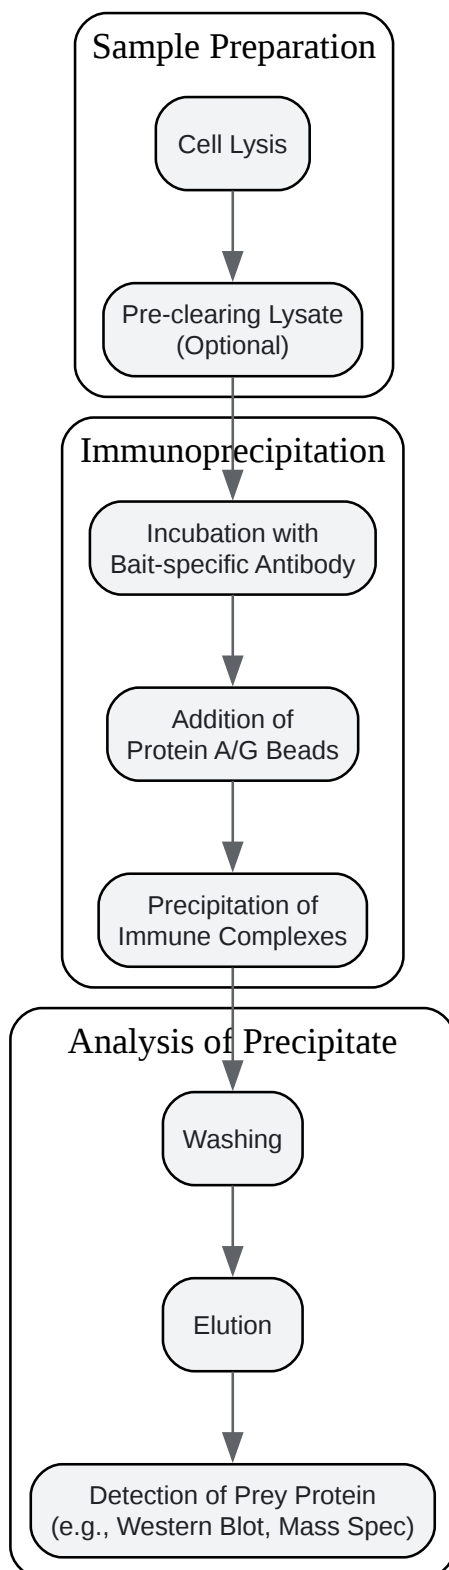 Sample Preparation
Cell Lysis
Pre-clearing Lysate
(Optional)
Immunoprecipitation
Incubation with
Bait-specific Antibody
Addition of
Protein A/G Beads
Precipitation of
Immune Complexes
Analysis of Precipitate
Washing
Elution
Detection of Prey Protein
(e.g., Western Blot, Mass Spec)